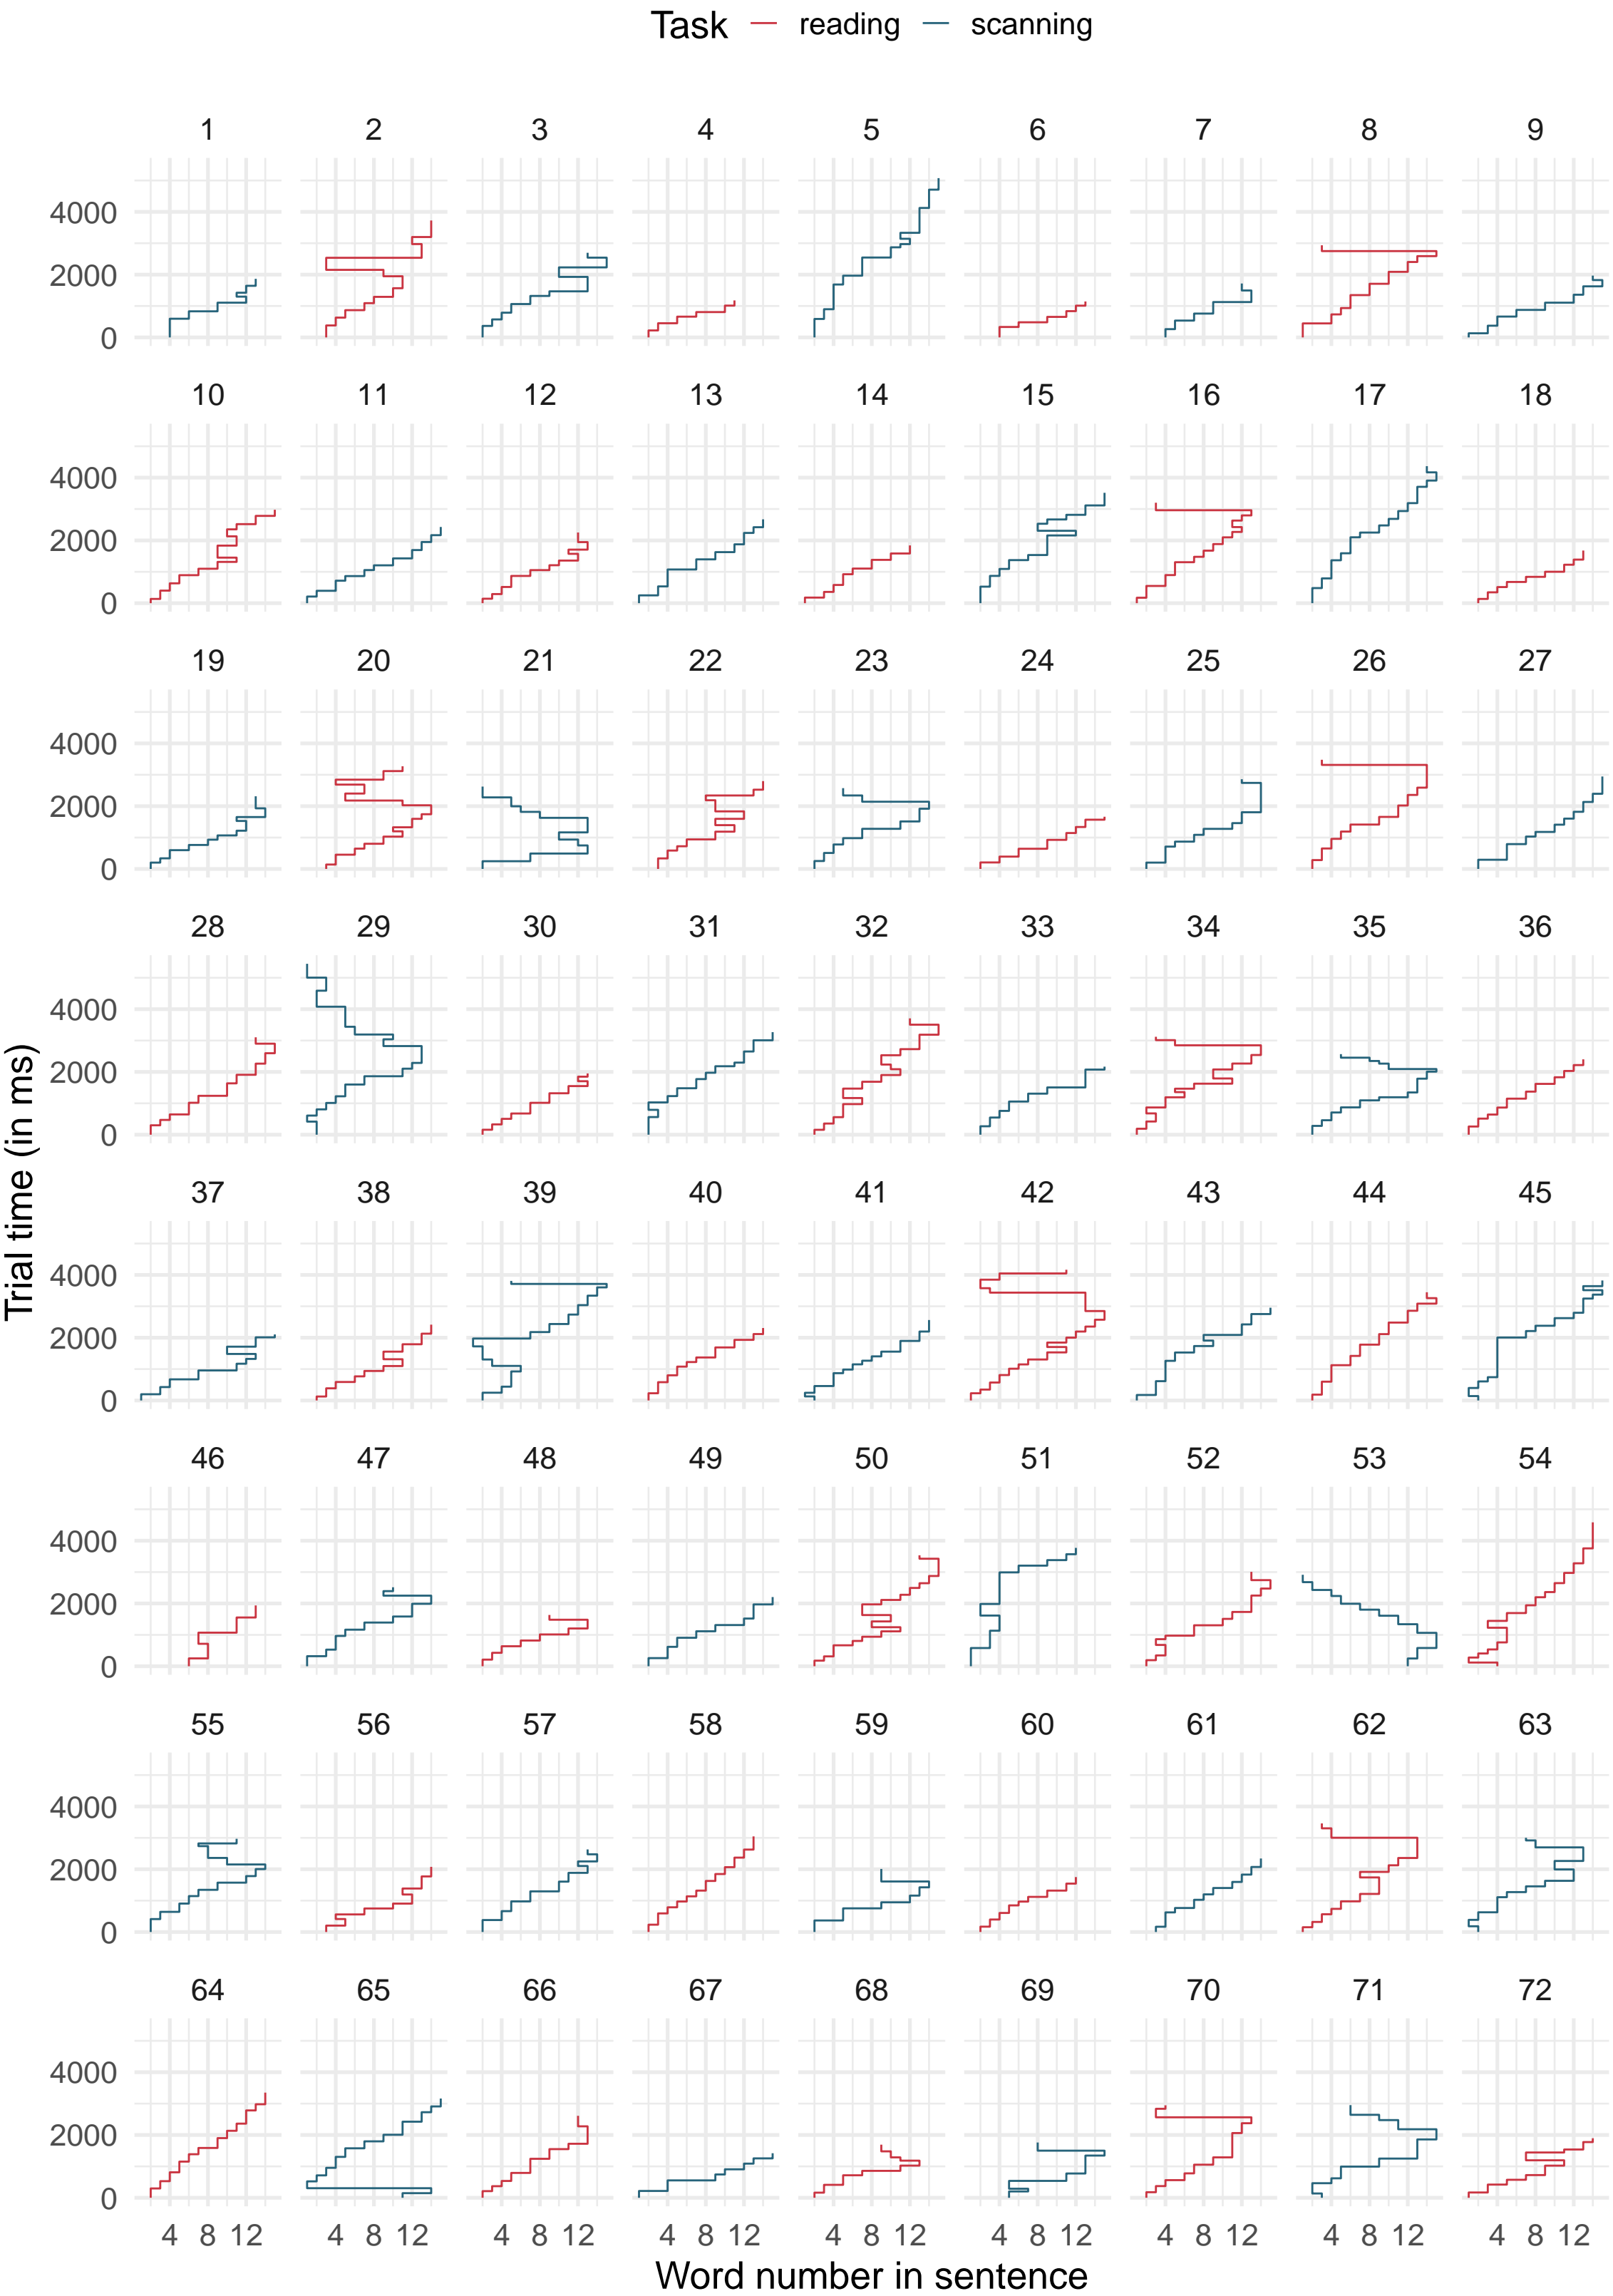 Task reading scanning
1 2 3 4 5 6 7 8 9
4000
2000
0
10 11 12 13 14 15 16 17 18
4000
2000
0
19 20 21 22 23 24 25 26 27
4000
2000
0
28 29 30 31 32 33 34 35 36
4000
2000
0
37 38 39 40 41 42 43 44 45
4000
2000
0
46 47 48 49 50 51 52 53 54
4000
2000
0
55 56 57 58 59 60 61 62 63
4000
2000
0
64 65 66 67 68 69 70 71 72
4000
2000
0
4 8 12 4 8 12 4 8 12 4 8 12 4 8 12 4 8 12 4 8 12 4 8 12 4 8 12
Word number in sentence
Trial time (in ms)